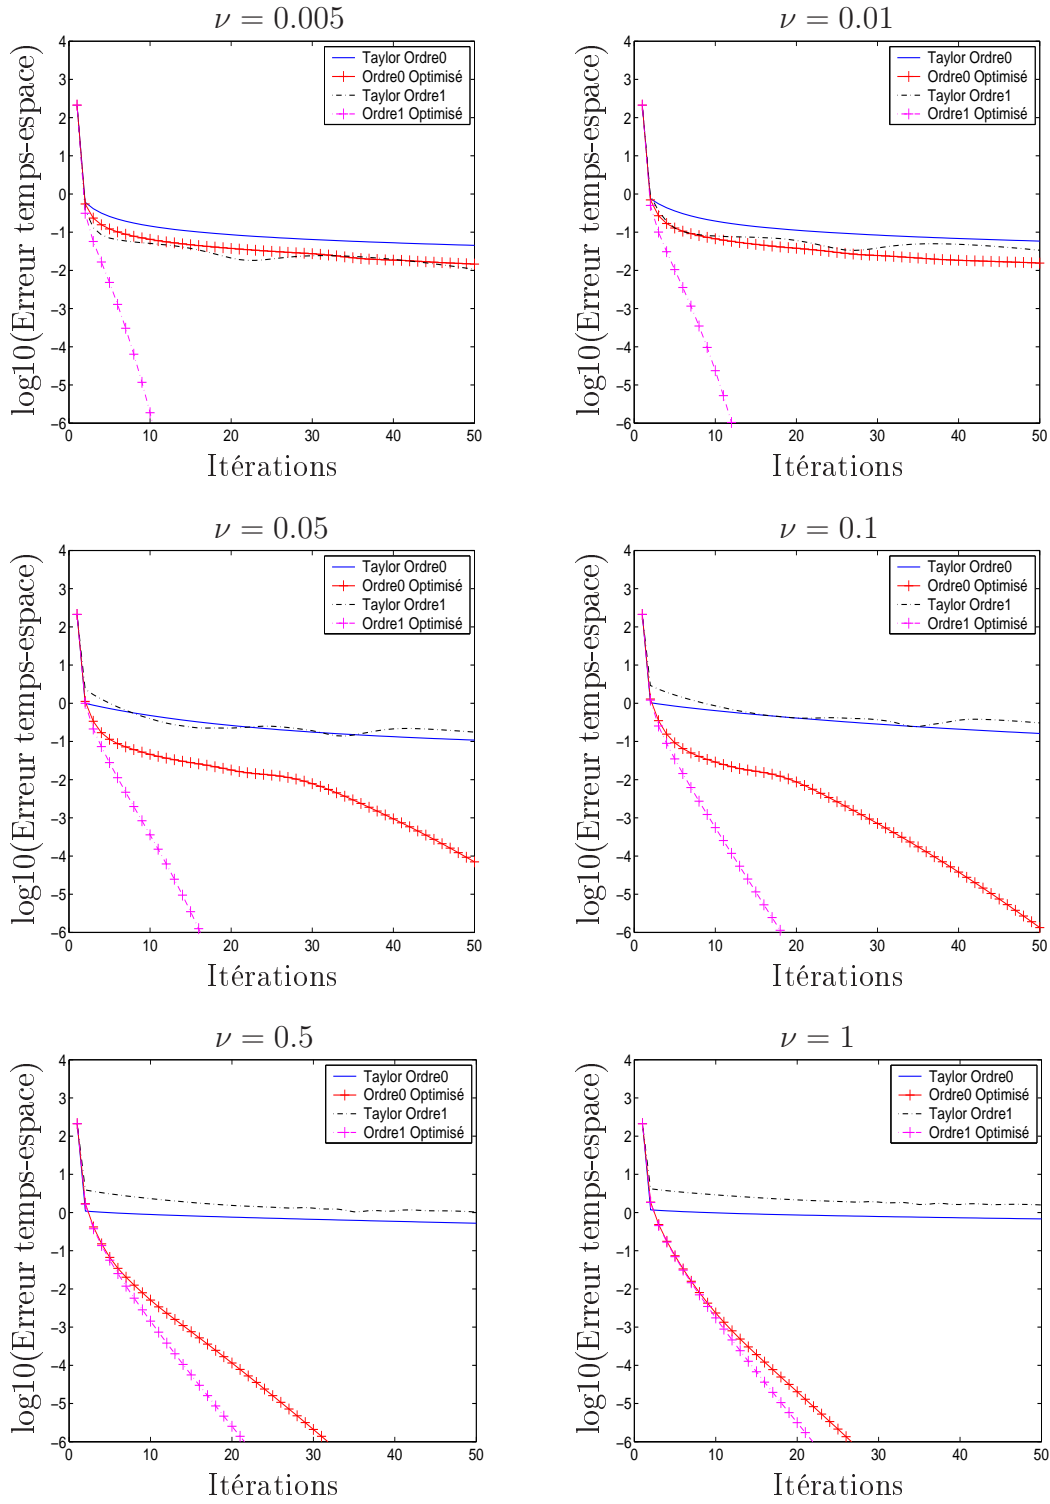 ν = 0.005
log10(Erreur temps-espace)
4
3
2
1
0
−1
−2
−3
−4
−5
−6
Taylor Ordre0
Ordre0 Optimisé
Taylor Ordre1
Ordre1 Optimisé
0 10 20 30 40 50
Itérations
ν = 0.01
log10(Erreur temps-espace)
4
3
2
1
0
−1
−2
−3
−4
−5
−6
Taylor Ordre0
Ordre0 Optimisé
Taylor Ordre1
Ordre1 Optimisé
0 10 20 30 40 50
Itérations
ν = 0.05
log10(Erreur temps-espace)
4
3
2
1
0
−1
−2
−3
−4
−5
−6
Taylor Ordre0
Ordre0 Optimisé
Taylor Ordre1
Ordre1 Optimisé
0 10 20 30 40 50
Itérations
ν = 0.1
log10(Erreur temps-espace)
4
3
2
1
0
−1
−2
−3
−4
−5
−6
Taylor Ordre0
Ordre0 Optimisé
Taylor Ordre1
Ordre1 Optimisé
0 10 20 30 40 50
Itérations
ν = 0.5
log10(Erreur temps-espace)
4
3
2
1
0
−1
−2
−3
−4
−5
−6
Taylor Ordre0
Ordre0 Optimisé
Taylor Ordre1
Ordre1 Optimisé
0 10 20 30 40 50
Itérations
ν = 1
log10(Erreur temps-espace)
4
3
2
1
0
−1
−2
−3
−4
−5
−6
Taylor Ordre0
Ordre0 Optimisé
Taylor Ordre1
Ordre1 Optimisé
0 10 20 30 40 50
Itérations